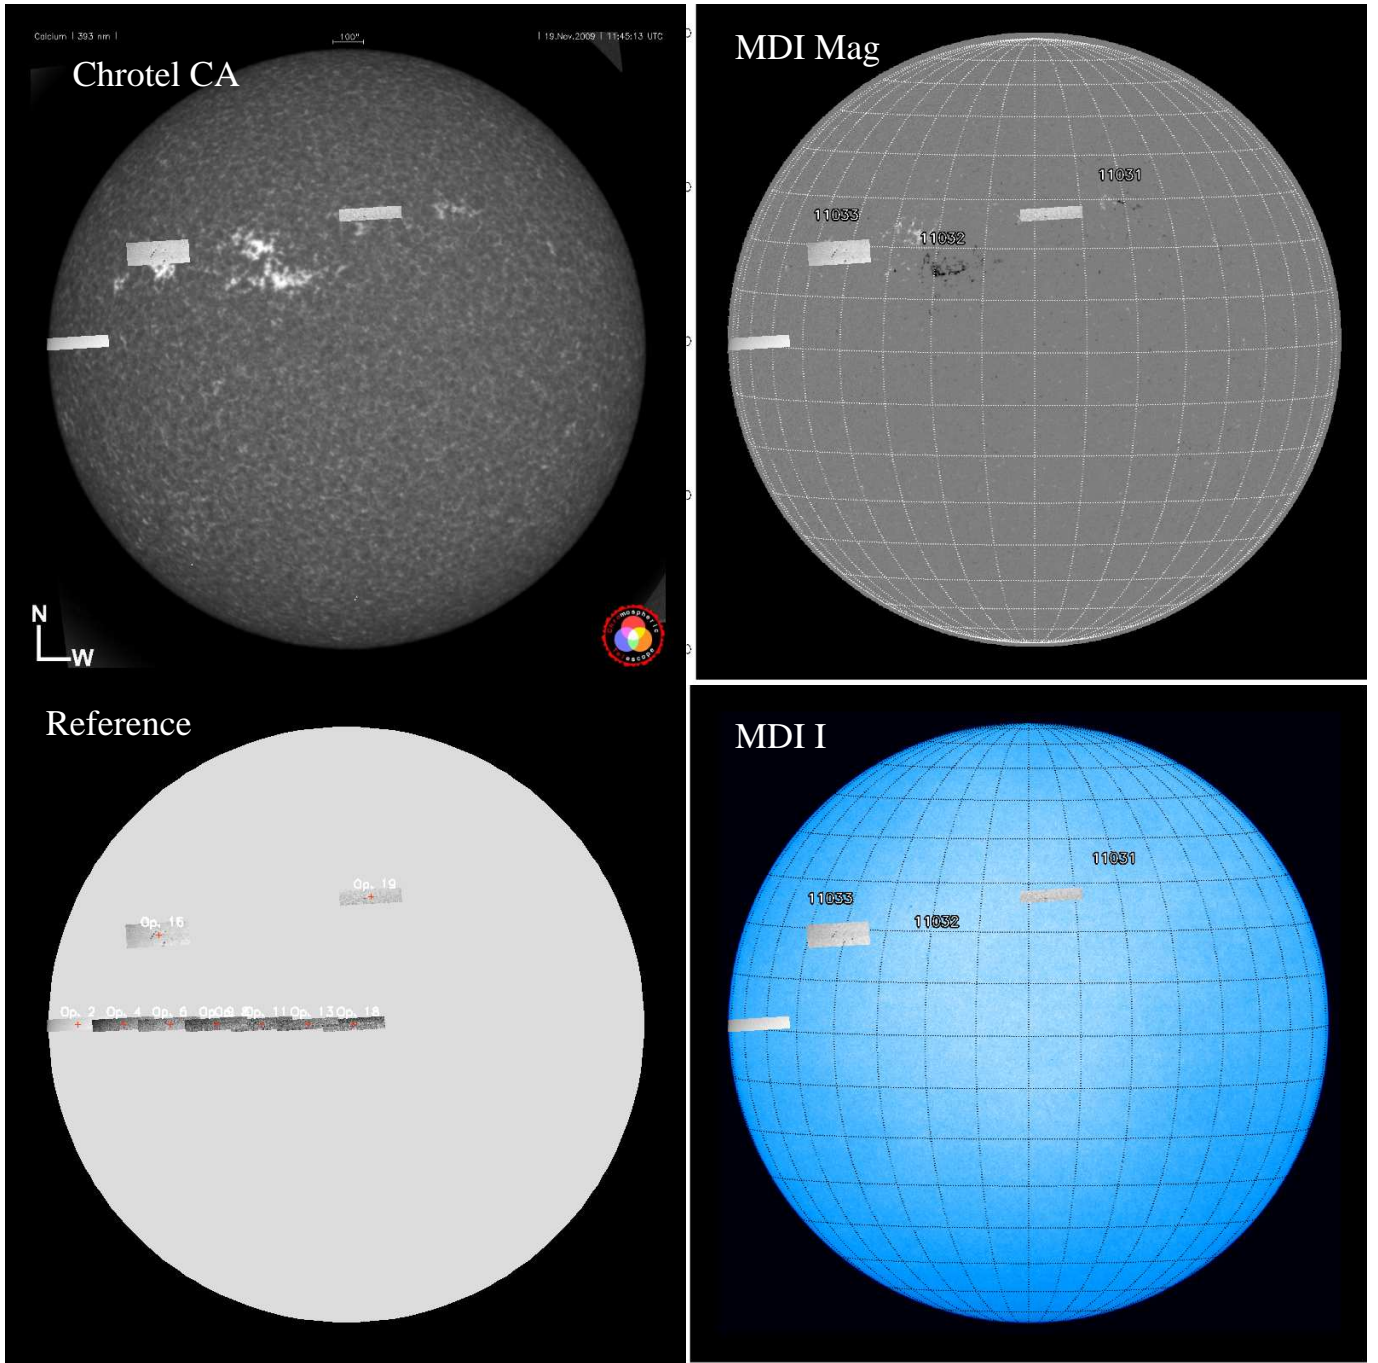 Calcium | 393 nm |
100"
| 19.Nov.2009 | 11:45:13 UTC
Chrotel CA
N
W
Chromospheric
Telescope
MDI Mag
11031
11033
11032
Reference
Op. 19
Op. 16
Op. 2 Op. 4 Op. 6 Op. 11 Op. 13 Op. 18
MDI I
11031
11033
11032